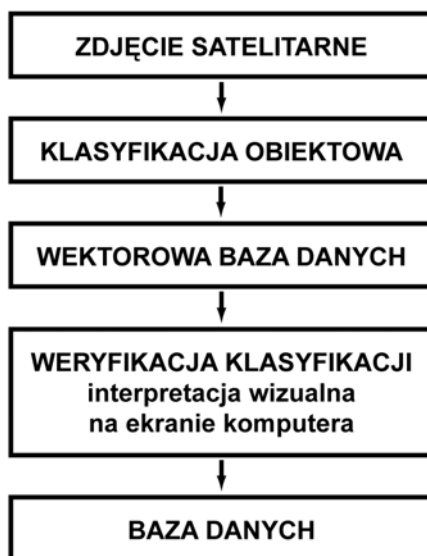 ZDJĘCIE SATELITARNE
KLASYFIKACJA OBIEKTOWA
WEKTOROWA BAZA DANYCH
WERYFIKACJA KLASYFIKACJI
interpretacja wizualna
na ekranie komputera
BAZA DANYCH